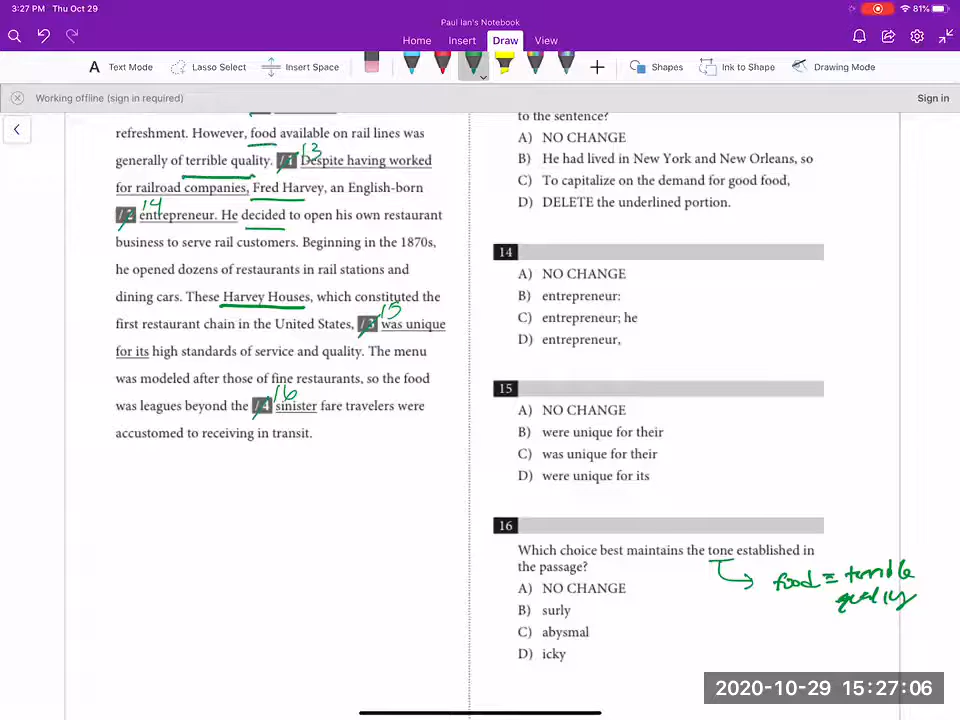 3:27 PM Thu Oct 29
81%
Paul Ian's Notebook
Home Insert Draw View
A Text Mode Lasso Select Insert Space + Shapes Ink to Shape Drawing Mode
Working offline (sign in required) Sign in
refreshment. However, food available on rail lines was
generally of terrible quality. 13 Despite having worked
for railroad companies, Fred Harvey, an English-born
14 entrepreneur. He decided to open his own restaurant
business to serve rail customers. Beginning in the 1870s,
he opened dozens of restaurants in rail stations and
dining cars. These Harvey Houses, which constituted the
first restaurant chain in the United States, 15 was unique
for its high standards of service and quality. The menu
was modeled after those of fine restaurants, so the food
was leagues beyond the 16 sinister fare travelers were
accustomed to receiving in transit.
to the sentence?
A) NO CHANGE
B) He had lived in New York and New Orleans, so
C) To capitalize on the demand for good food,
D) DELETE the underlined portion.
14
A) NO CHANGE
B) entrepreneur:
C) entrepreneur; he
D) entrepreneur,
15
A) NO CHANGE
B) were unique for their
C) was unique for their
D) were unique for its
16
Which choice best maintains the tone established in
the passage?
A) NO CHANGE
B) surly
C) abysmal
D) icky
food = terrible
quality
2020-10-29 15:27:06